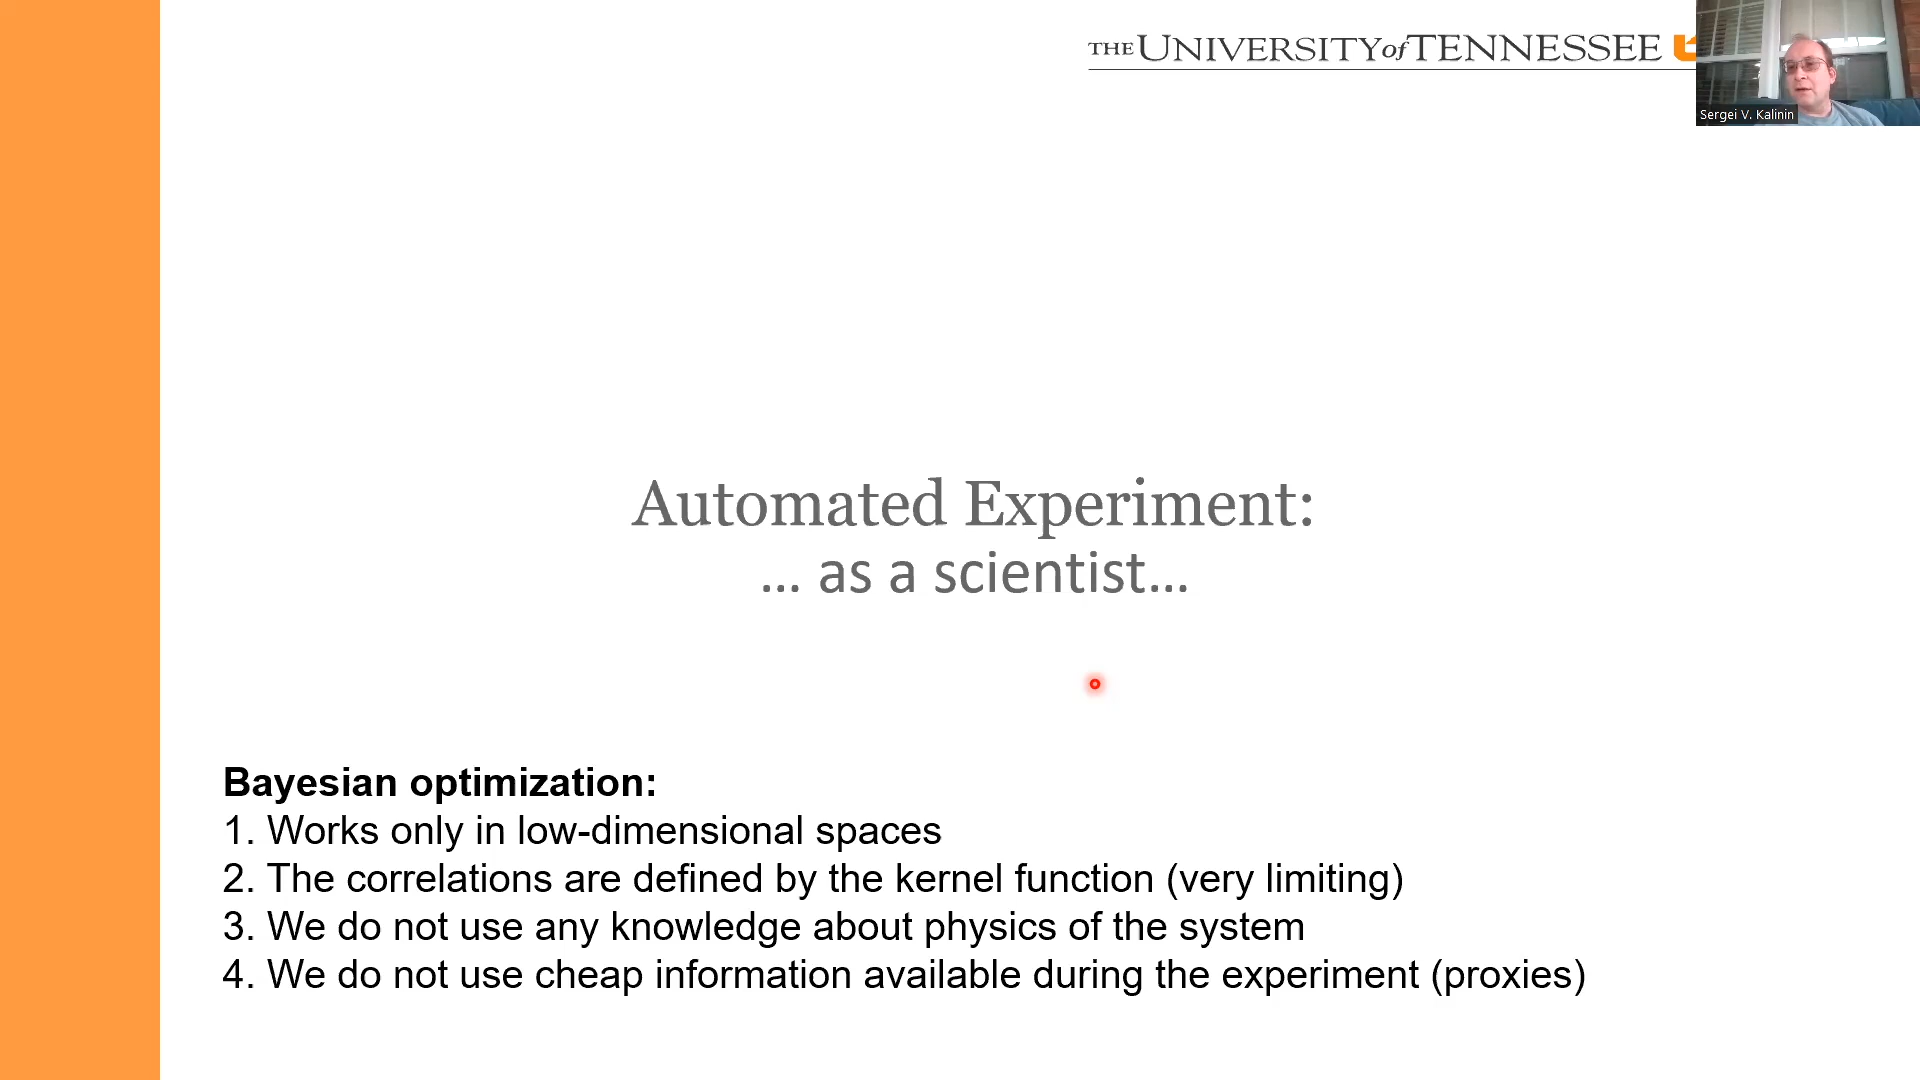 THE UNIVERSITY of TENNESSEE
Sergei V. Kalinin
Automated Experiment:
... as a scientist...
Bayesian optimization:
1. Works only in low-dimensional spaces
2. The correlations are defined by the kernel function (very limiting)
3. We do not use any knowledge about physics of the system
4. We do not use cheap information available during the experiment (proxies)